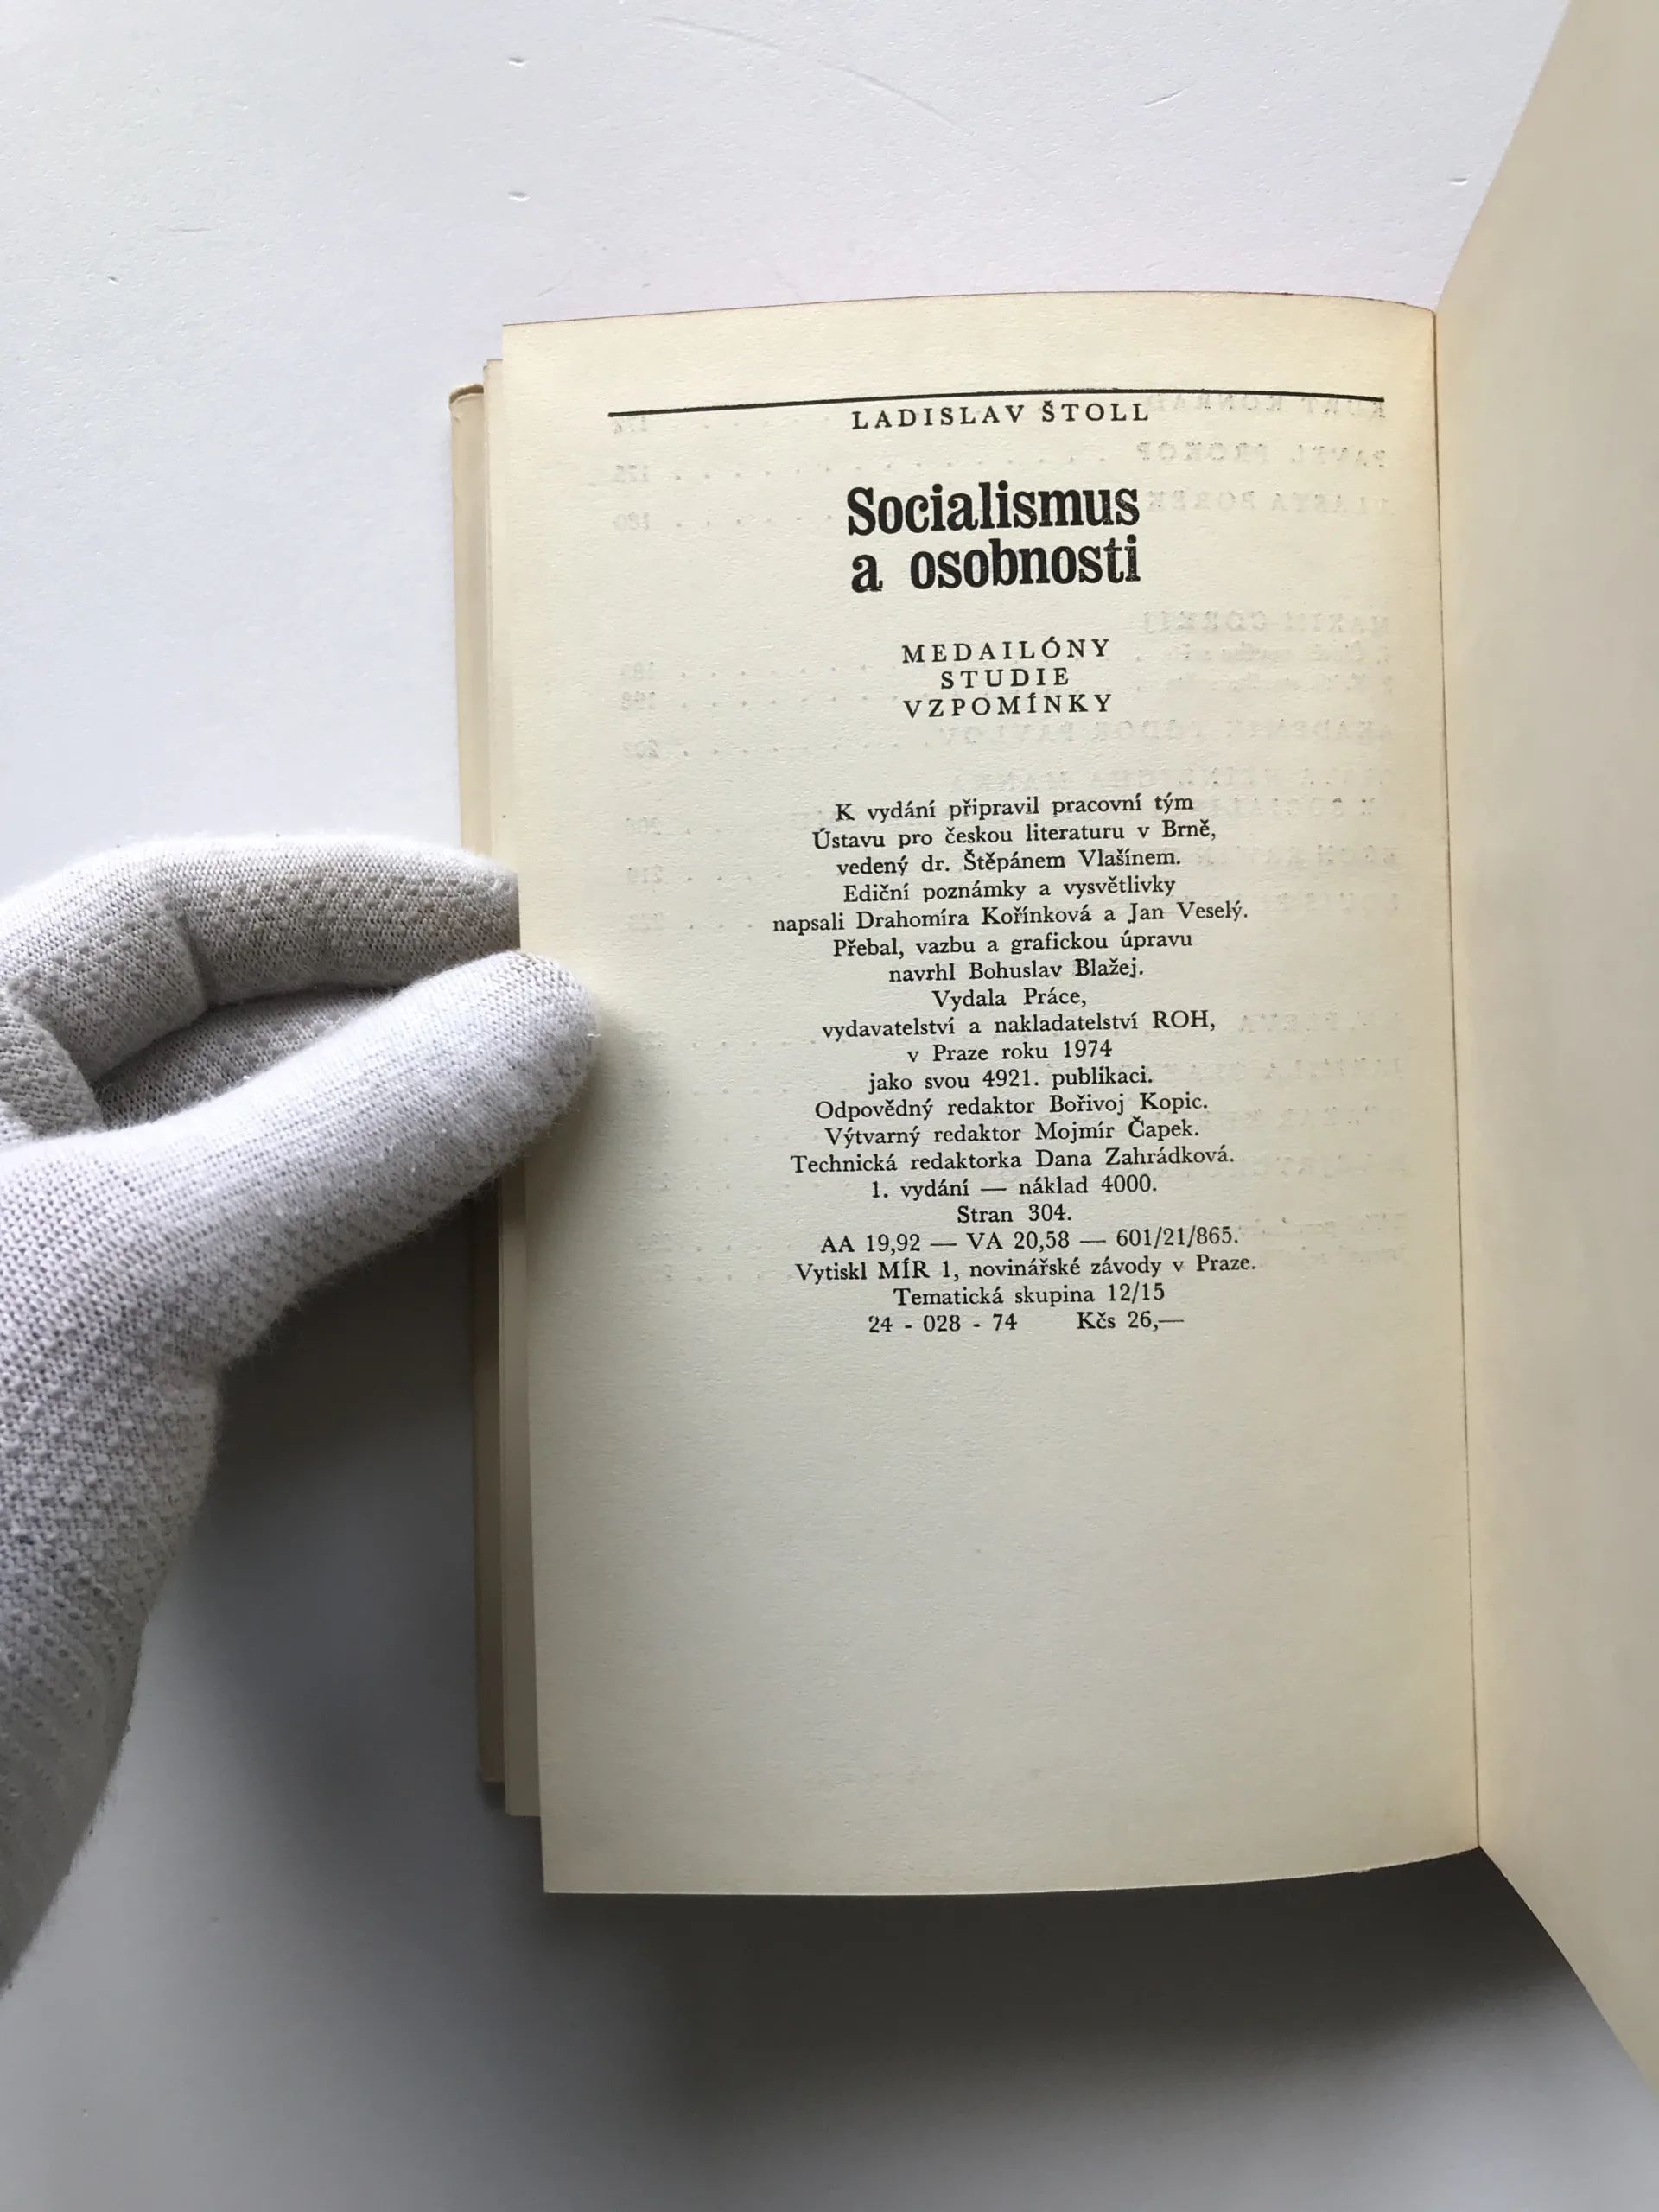 LADISLAV ŠTOLL
Socialismus
a osobnosti
MEDAILÓNY
STUDIE
VZPOMÍNKY
K vydání připravil pracovní tým
Ústavu pro českou literaturu v Brně,
vedený dr. Štěpánem Vlašínem.
Ediční poznámky a vysvětlivky
napsali Drahomíra Kořínková a Jan Veselý.
Přebal, vazbu a grafickou úpravu
navrhl Bohuslav Blažej.
Vydala Práce,
vydavatelství a nakladatelství ROH,
v Praze roku 1974
jako svou 4921. publikaci.
Odpovědný redaktor Bořivoj Kopic.
Výtvarný redaktor Mojmír Čapek.
Technická redaktorka Dana Zahrádková.
1. vydání — náklad 4000.
Stran 304.
AA 19,92 — VA 20,58 — 601/21/865.
Vytiskl MÍR 1, novinářské závody v Praze.
Tematická skupina 12/15
24 - 028 - 74 Kčs 26,—